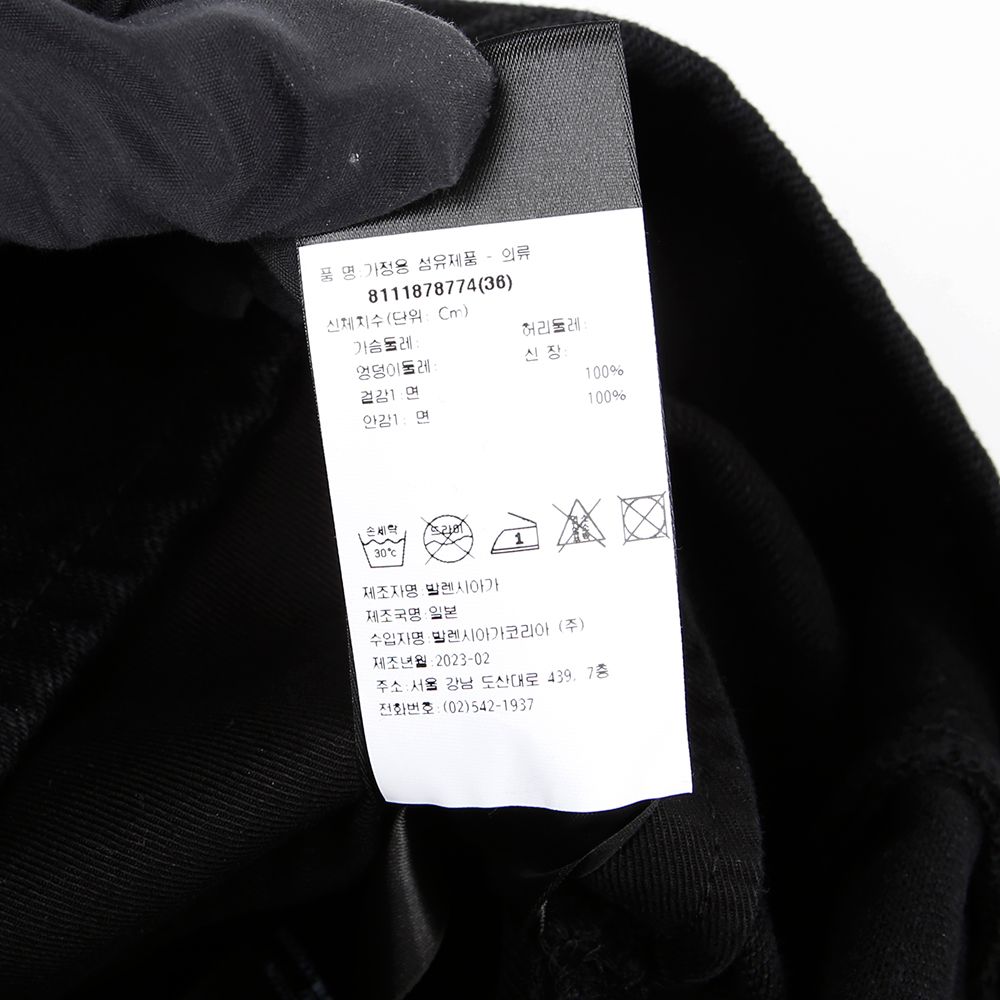 품 명:가정용 섬유제품 - 의류
8111878774(36)
신체치수(단위: Cm)
가슴둘레: 허리둘레:
엉덩이둘레: 신 장:
겉감1: 면 100%
안감1: 면 100%
손세탁 드라이
30℃ 1
제조자명:발렌시아가
제조국명:일본
수입자명:발렌시아가코리아 (주)
제조년월:2023-02
주소:서울 강남 도산대로 439, 7층
전화번호:(02)542-1937